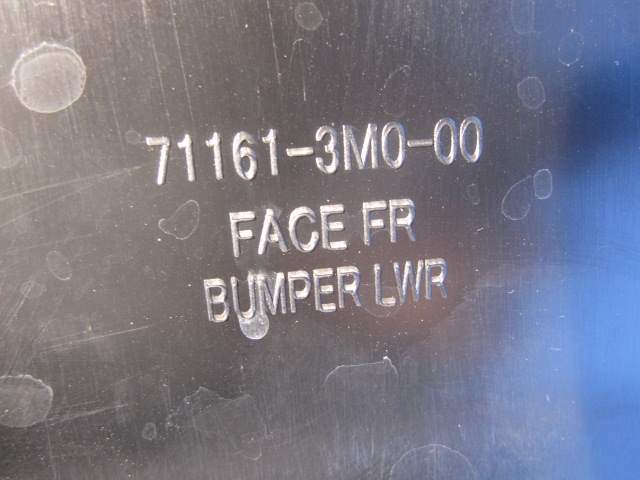 71161-3M0-00
FACE FR
BUMPER LWR